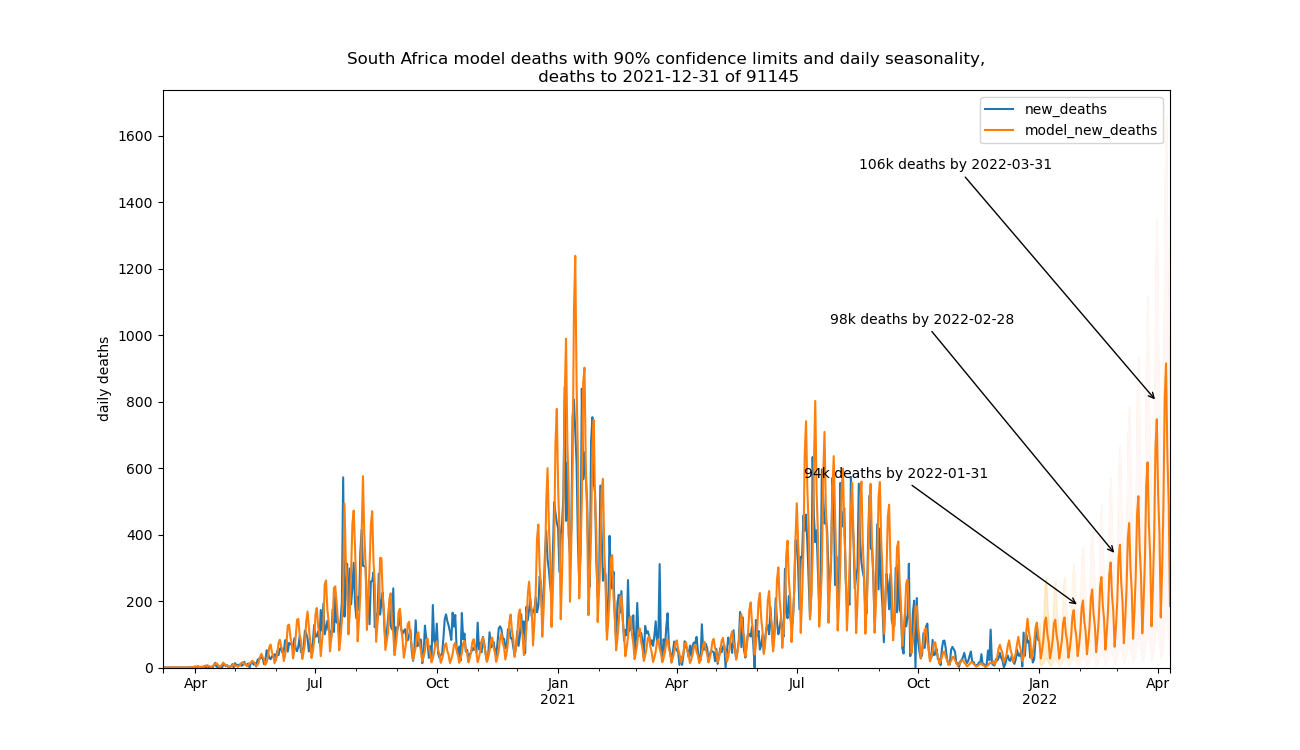 South Africa model deaths with 90% confidence limits and daily seasonality,
deaths to 2021-12-31 of 91145
new_deaths
model_new_deaths
1600
1400
1200
1000
800
600
400
200
0
daily deaths
106k deaths by 2022-03-31
98k deaths by 2022-02-28
94k deaths by 2022-01-31
Apr
Jul
Oct
Jan
2021
Apr
Jul
Oct
Jan
2022
Apr